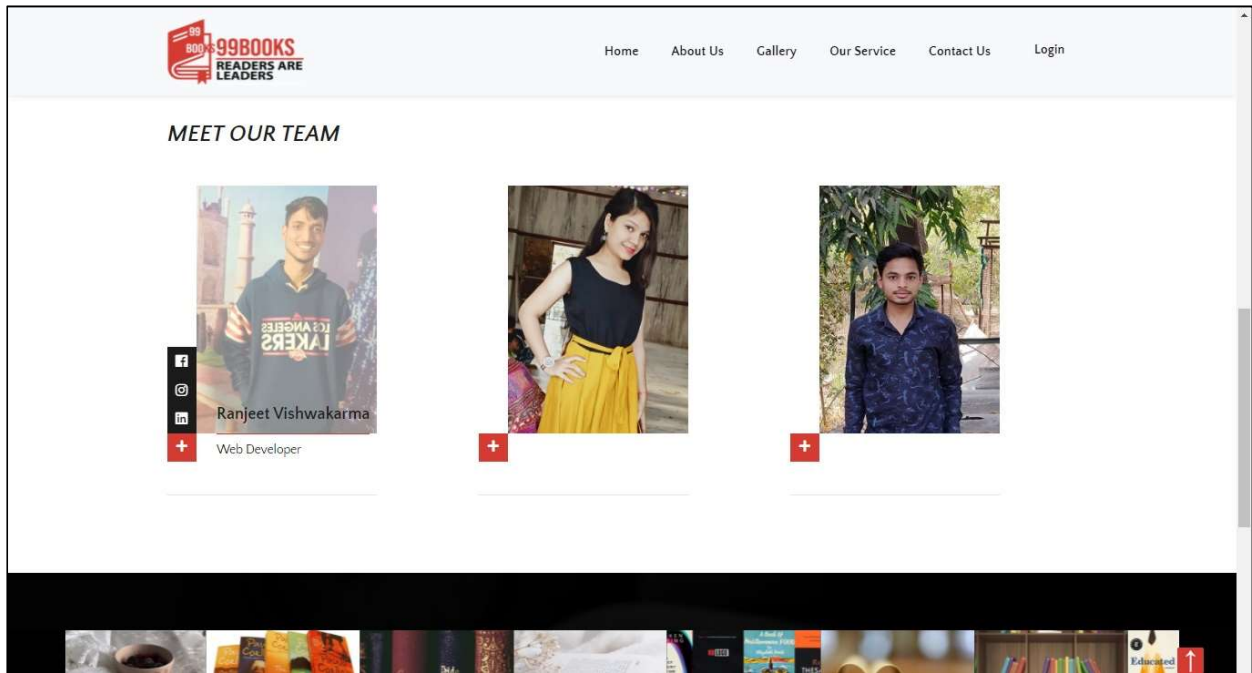 99
BOOKS
99BOOKS
READERS ARE
LEADERS
Home About Us Gallery Our Service Contact Us Login
MEET OUR TEAM
LOS ANGELES
LAKERS
Ranjeet Vishwakarma
Web Developer
Educated